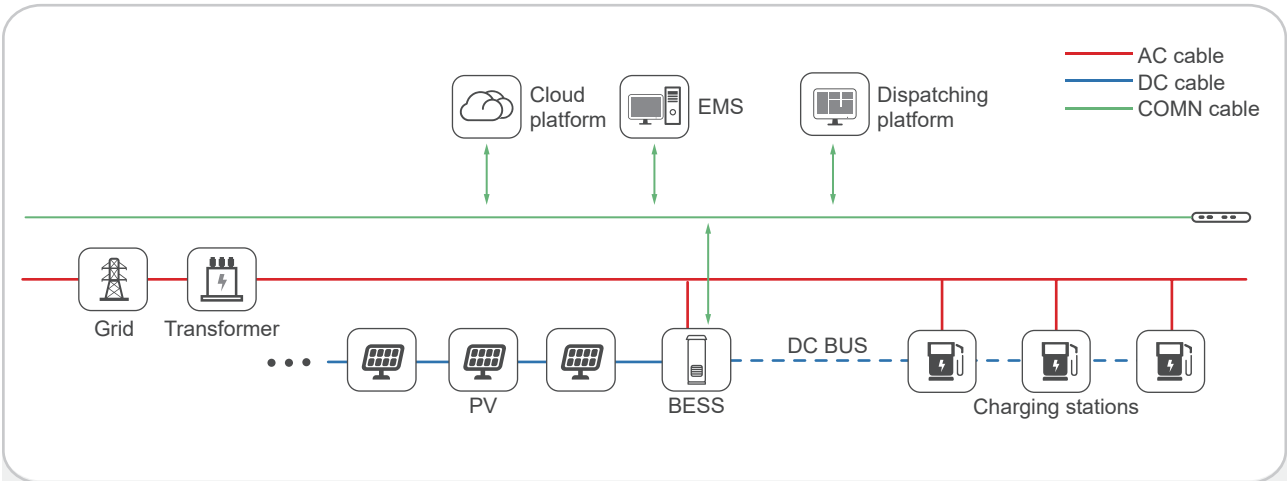 AC cable
DC cable
COMN cable
Cloud
platform
EMS
Dispatching
platform
Grid
Transformer
DC BUS
PV
BESS
Charging stations